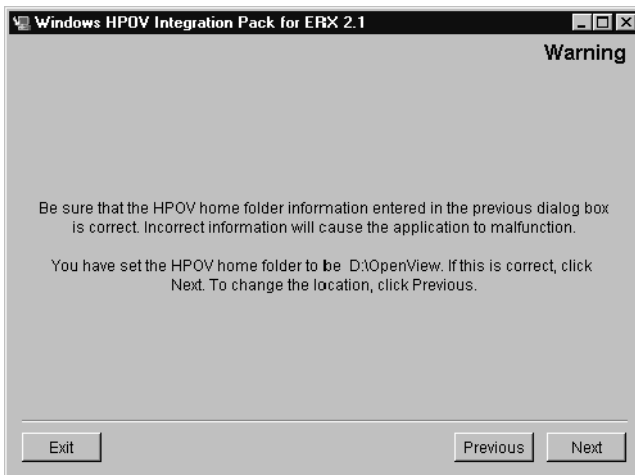 Windows HPOV Integration Pack for ERX 2.1
Warning
Be sure that the HPOV home folder information entered in the previous dialog box
is correct. Incorrect information will cause the application to malfunction.
You have set the HPOV home folder to be D:\OpenView. If this is correct, click
Next. To change the location, click Previous.
Exit
Previous
Next